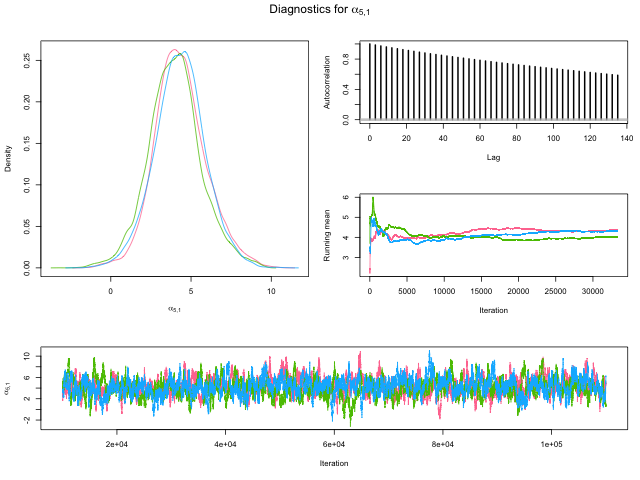 Diagnostics for α5,1
Density
0.00 0.05 0.10 0.15 0.20 0.25
0 5 10
α5,1
Autocorrelation
0.0 0.4 0.8
0 20 40 60 80 100 120 140
Lag
Running mean
3 4 5 6
0 5000 10000 15000 20000 25000 30000
Iteration
α5,1
-2 2 6 10
2e+04 4e+04 6e+04 8e+04 1e+05
Iteration